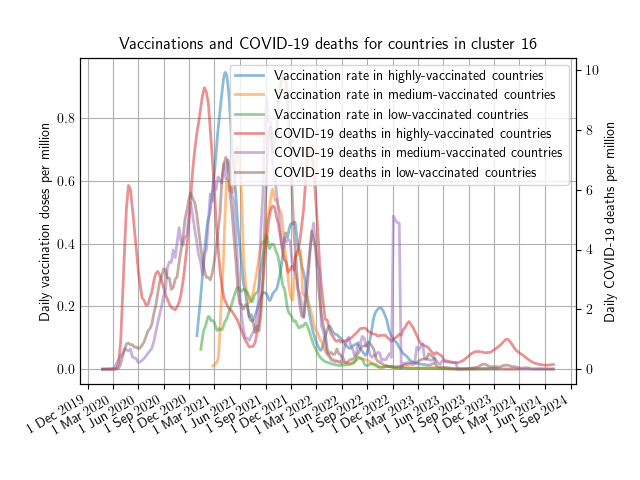 Vaccinations and COVID-19 deaths for countries in cluster 16
Vaccination rate in highly-vaccinated countries
Vaccination rate in medium-vaccinated countries
Vaccination rate in low-vaccinated countries
COVID-19 deaths in highly-vaccinated countries
COVID-19 deaths in medium-vaccinated countries
COVID-19 deaths in low-vaccinated countries
Daily vaccination doses per million
0.8
0.6
0.4
0.2
0.0
Daily COVID-19 deaths per million
10
8
6
4
2
0
1 Dec 2019
1 Mar 2020
1 Jun 2020
1 Sep 2020
1 Dec 2020
1 Mar 2021
1 Jun 2021
1 Sep 2021
1 Dec 2021
1 Mar 2022
1 Jun 2022
1 Sep 2022
1 Dec 2022
1 Mar 2023
1 Jun 2023
1 Sep 2023
1 Dec 2023
1 Mar 2024
1 Jun 2024
1 Sep 2024